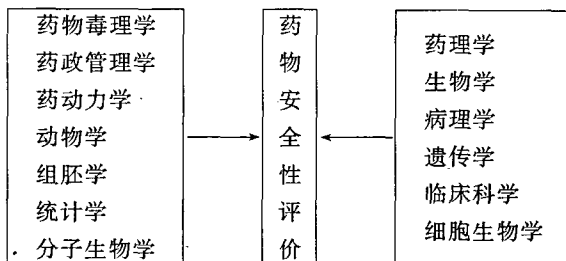 药物毒理学
药政管理学
药动力学
动物学
组胚学
统计学
分子生物学
药物安全性评价
药理学
生物学
病理学
遗传学
临床科学
细胞生物学